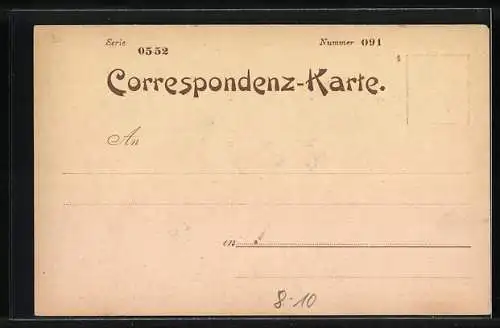 Serie 0552 Nummer 091
Correspondenz-Karte.
An
in
8-10